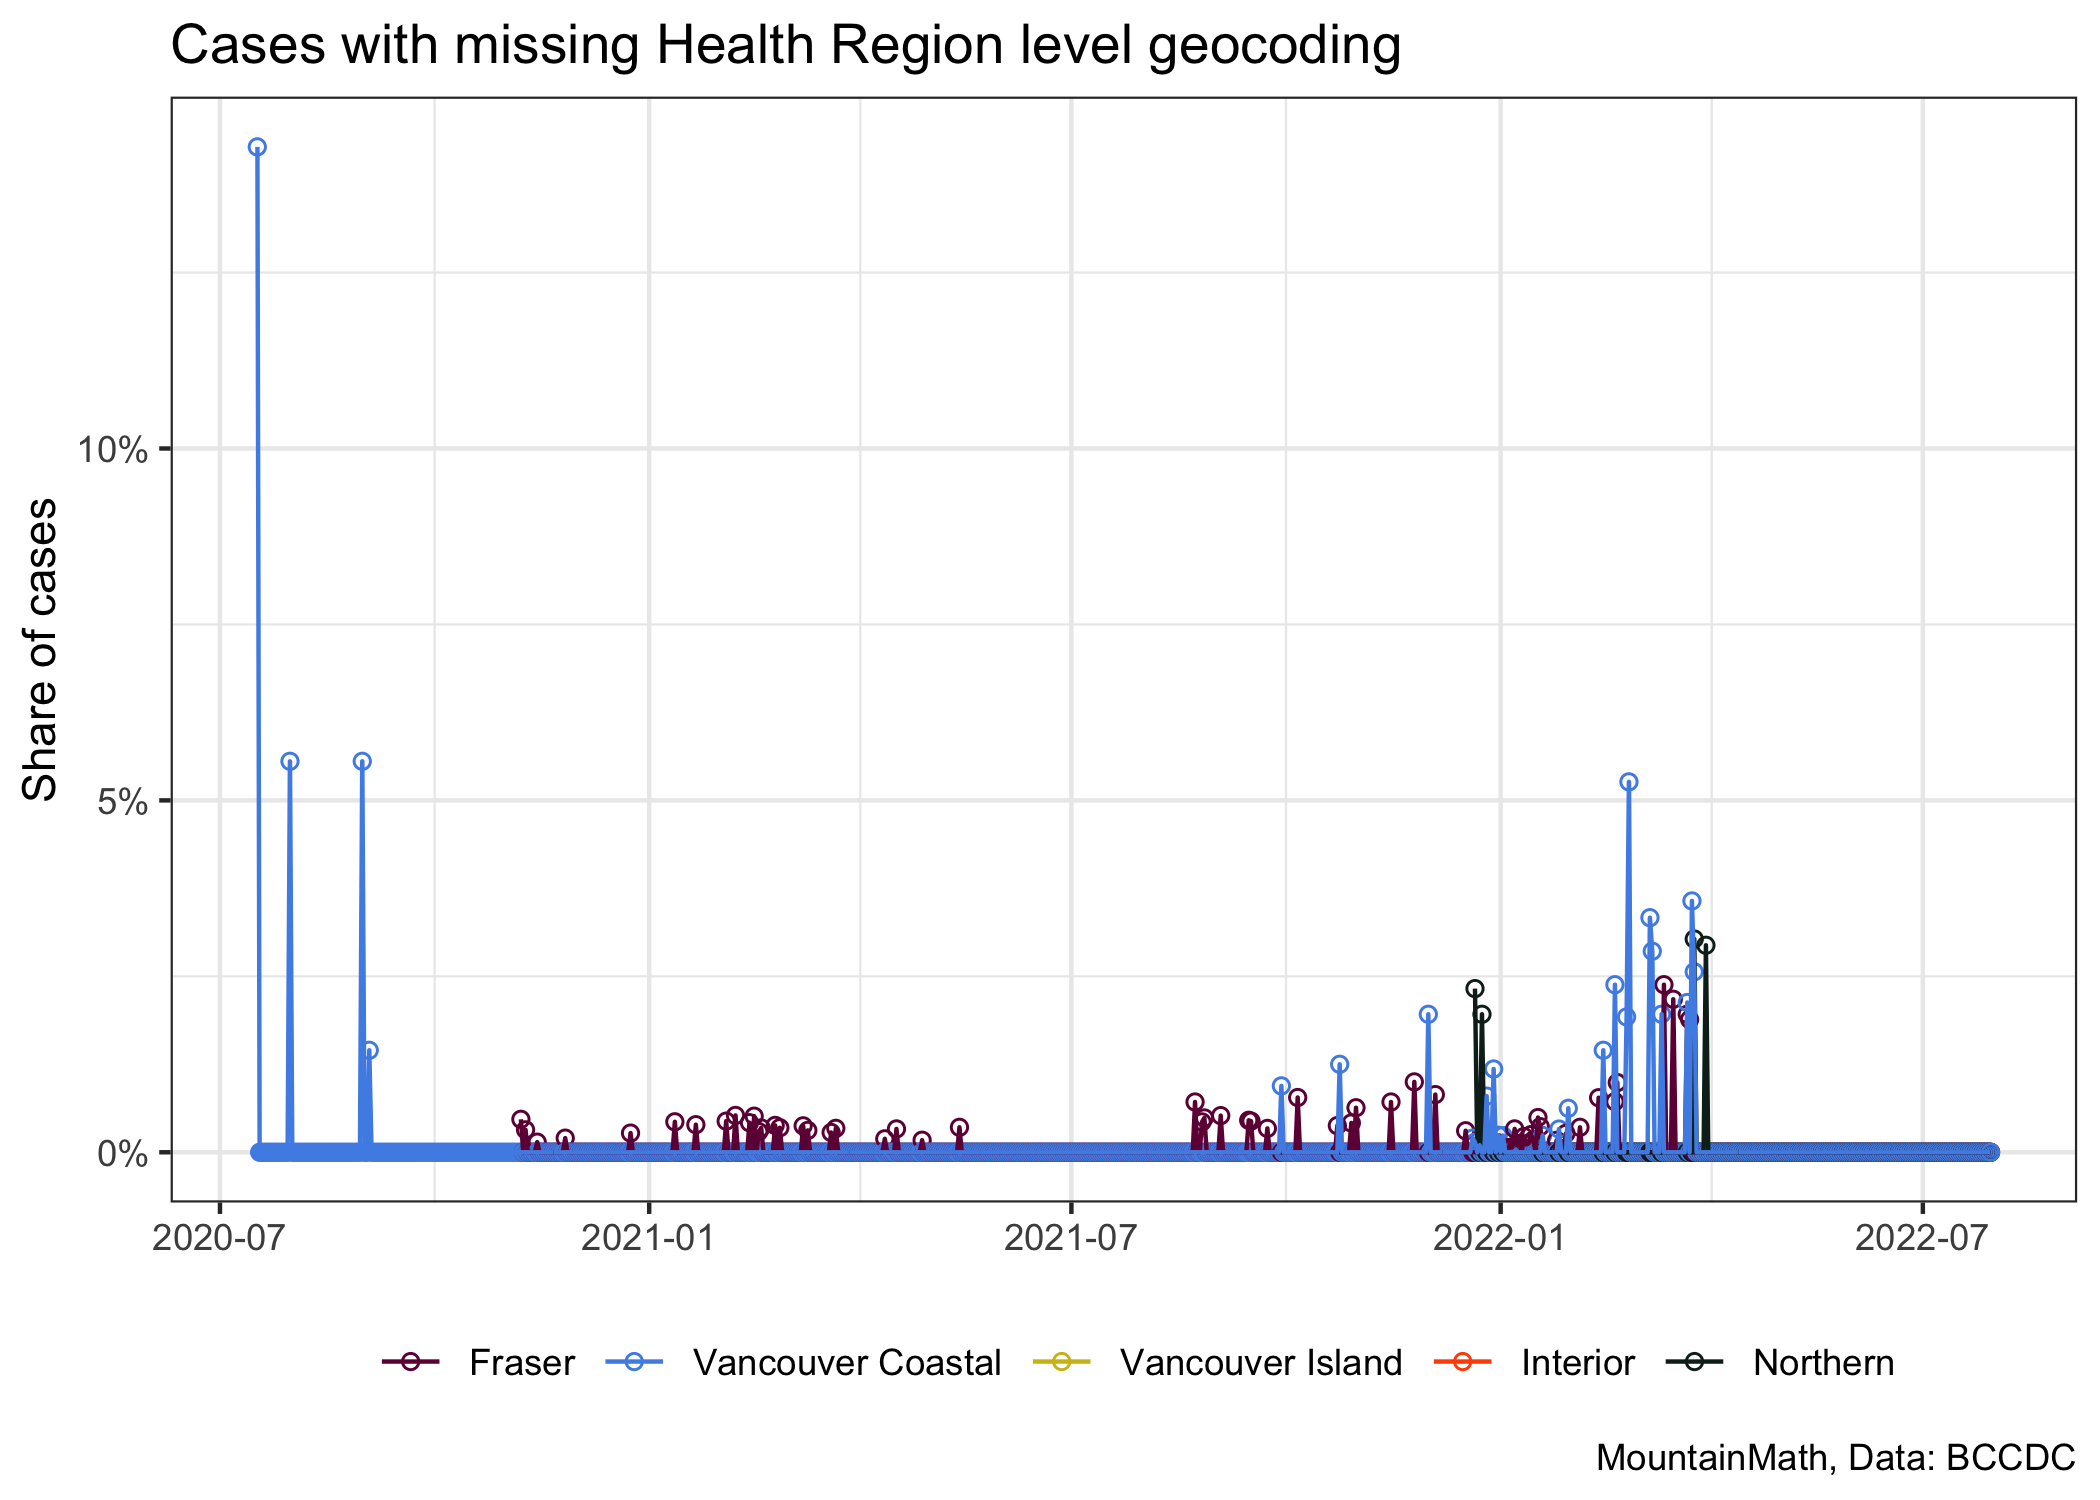 Cases with missing Health Region level geocoding
Share of cases
10%
5%
0%
2020-07 2021-01 2021-07 2022-01 2022-07
Fraser Vancouver Coastal Vancouver Island Interior Northern
MountainMath, Data: BCCDC